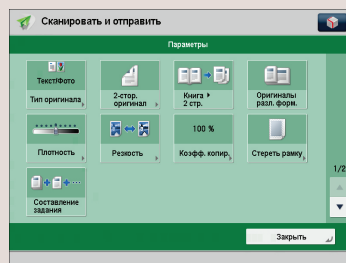 Сканировать и отправить
Параметры
Текст/Фото
Тип оригинала
2-стор.
оригинал
Книга ▸
2 стр.
Оригиналы
разл. форм.
Плотность
Резкость
100 %
Коэфф. копир.
Стереть рамку
Составление
задания
1/2
Закрыть